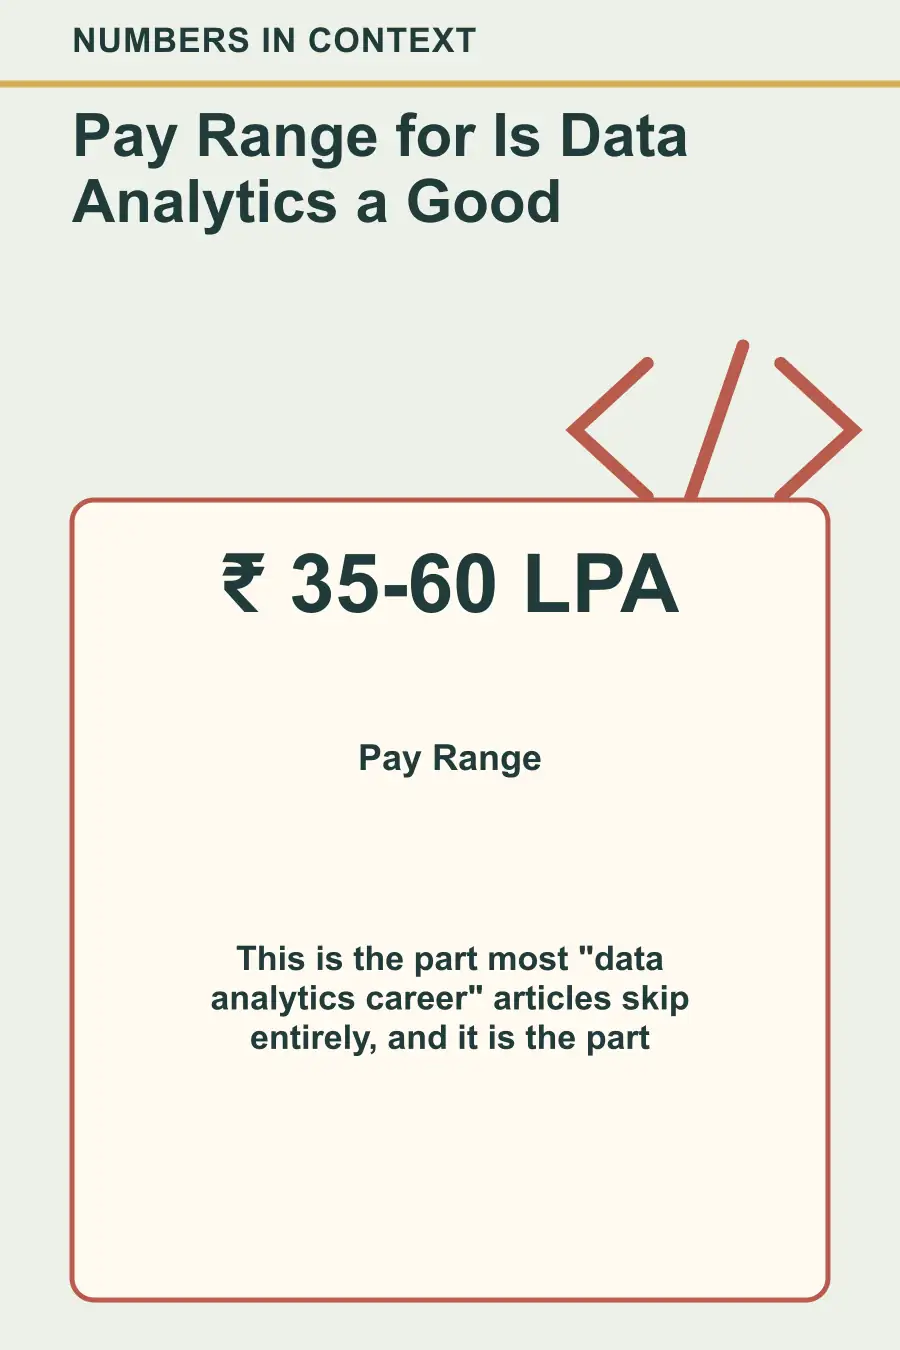 NUMBERS IN CONTEXT
Pay Range for Is Data
Analytics a Good
₹ 35-60 LPA
Pay Range
This is the part most "data
analytics career" articles skip
entirely, and it is the part